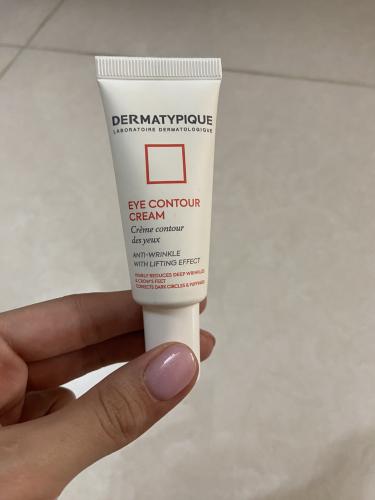 DERMATYPIQUE
LABORATOIRE DERMATOLOGIQUE
EYE CONTOUR
CREAM
Crème contour
des yeux
ANTI-WRINKLE
WITH LIFTING EFFECT
VISIBLY REDUCES DEEP WRINKLES
& CROW'S FEET
CORRECTS DARK CIRCLES & PUFFINESS